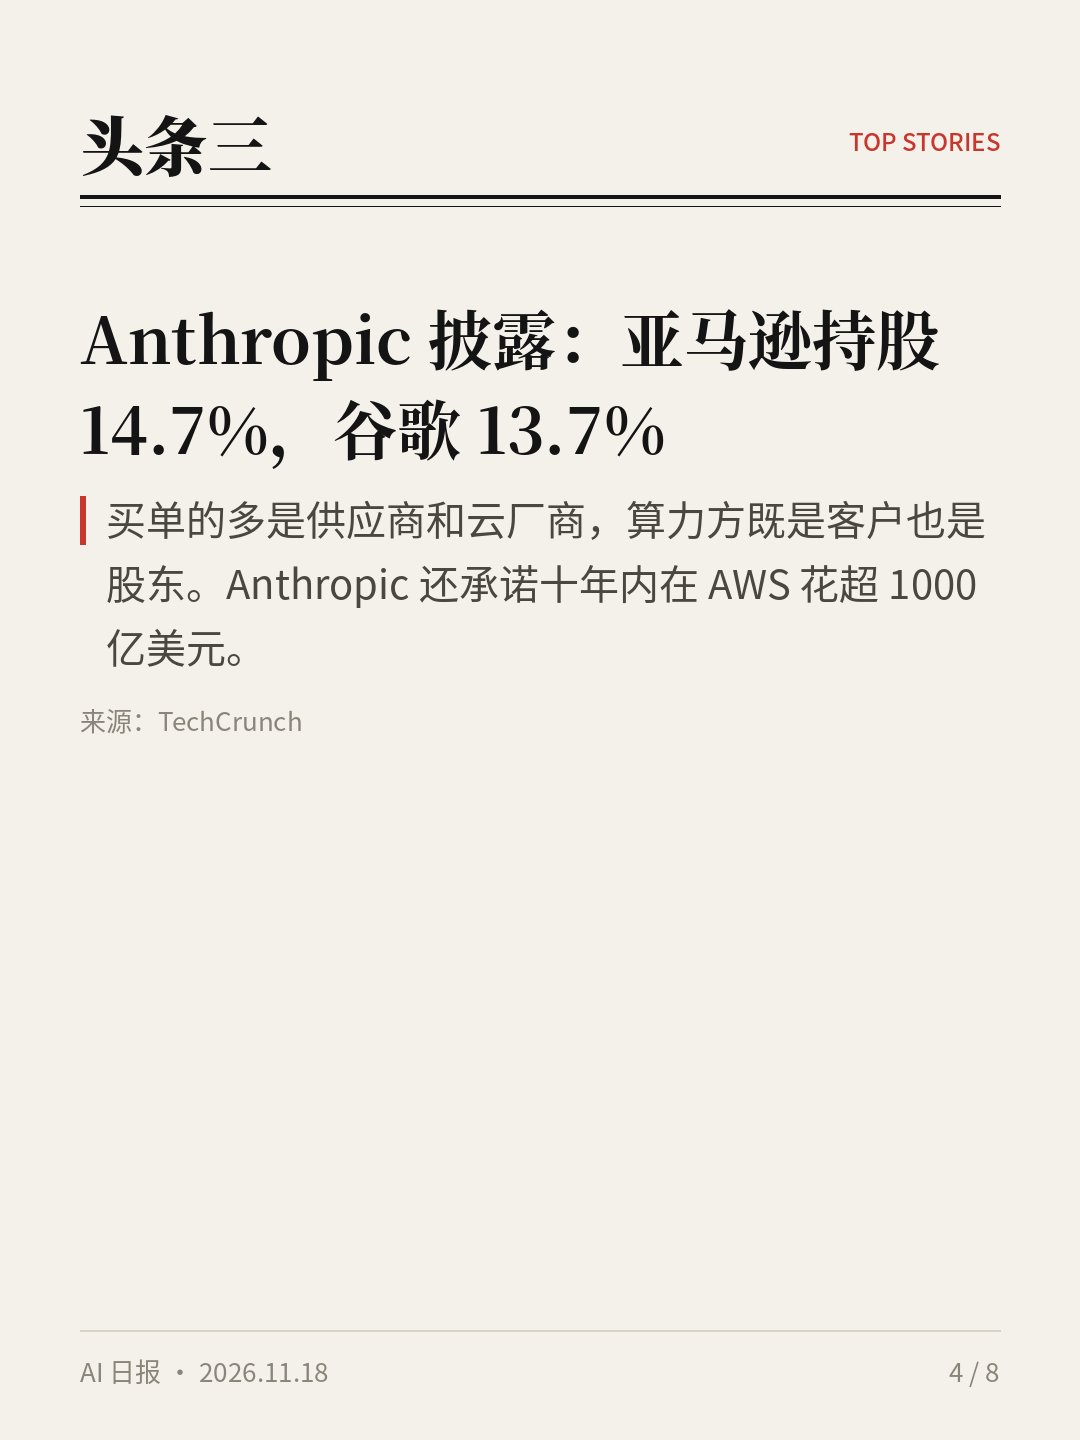 头条三
TOP STORIES
Anthropic 披露：亚马逊持股
14.7%，谷歌 13.7%
买单的多是供应商和云厂商，算力方既是客户也是
股东。Anthropic 还承诺十年内在 AWS 花超 1000
亿美元。
来源：TechCrunch
AI 日报 · 2026.11.18
4 / 8